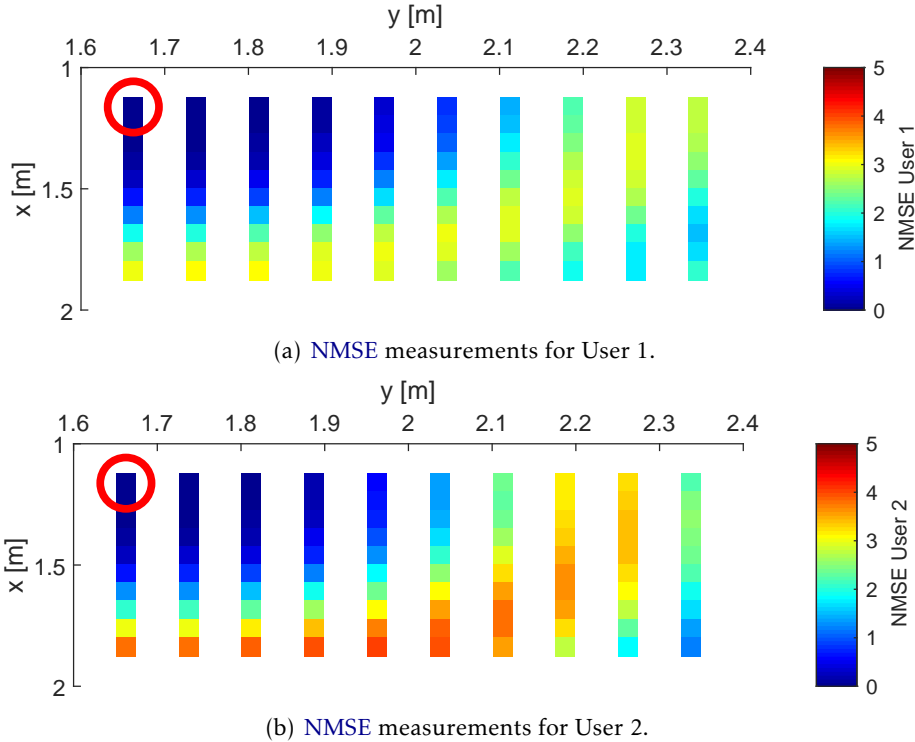 y [m]
1.6 1.7 1.8 1.9 2 2.1 2.2 2.3 2.4
1
1.5
2
x [m]
5
4
3
2
1
0
NMSE User 1
(a) NMSE measurements for User 1.
y [m]
1.6 1.7 1.8 1.9 2 2.1 2.2 2.3 2.4
1
1.5
2
x [m]
5
4
3
2
1
0
NMSE User 2
(b) NMSE measurements for User 2.